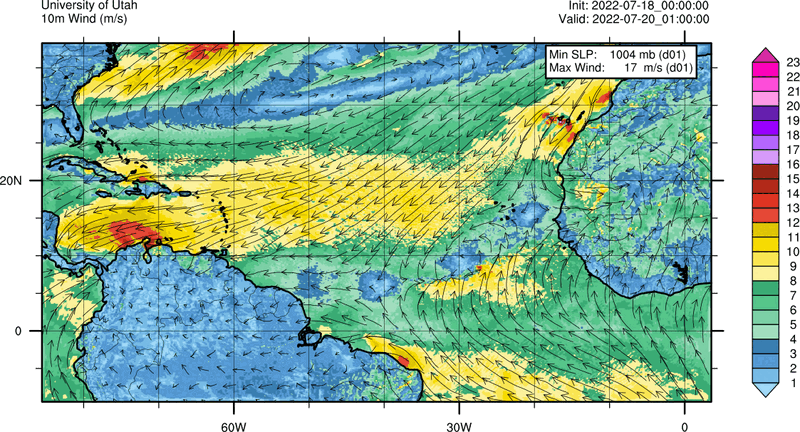 University of Utah
10m Wind (m/s)
Init: 2022-07-18_00:00:00
Valid: 2022-07-20_01:00:00
Min SLP: 1004 mb (d01)
Max Wind: 17 m/s (d01)
20N
0
60W
30W
0
23
22
21
20
19
18
17
16
15
14
13
12
11
10
9
8
7
6
5
4
3
2
1